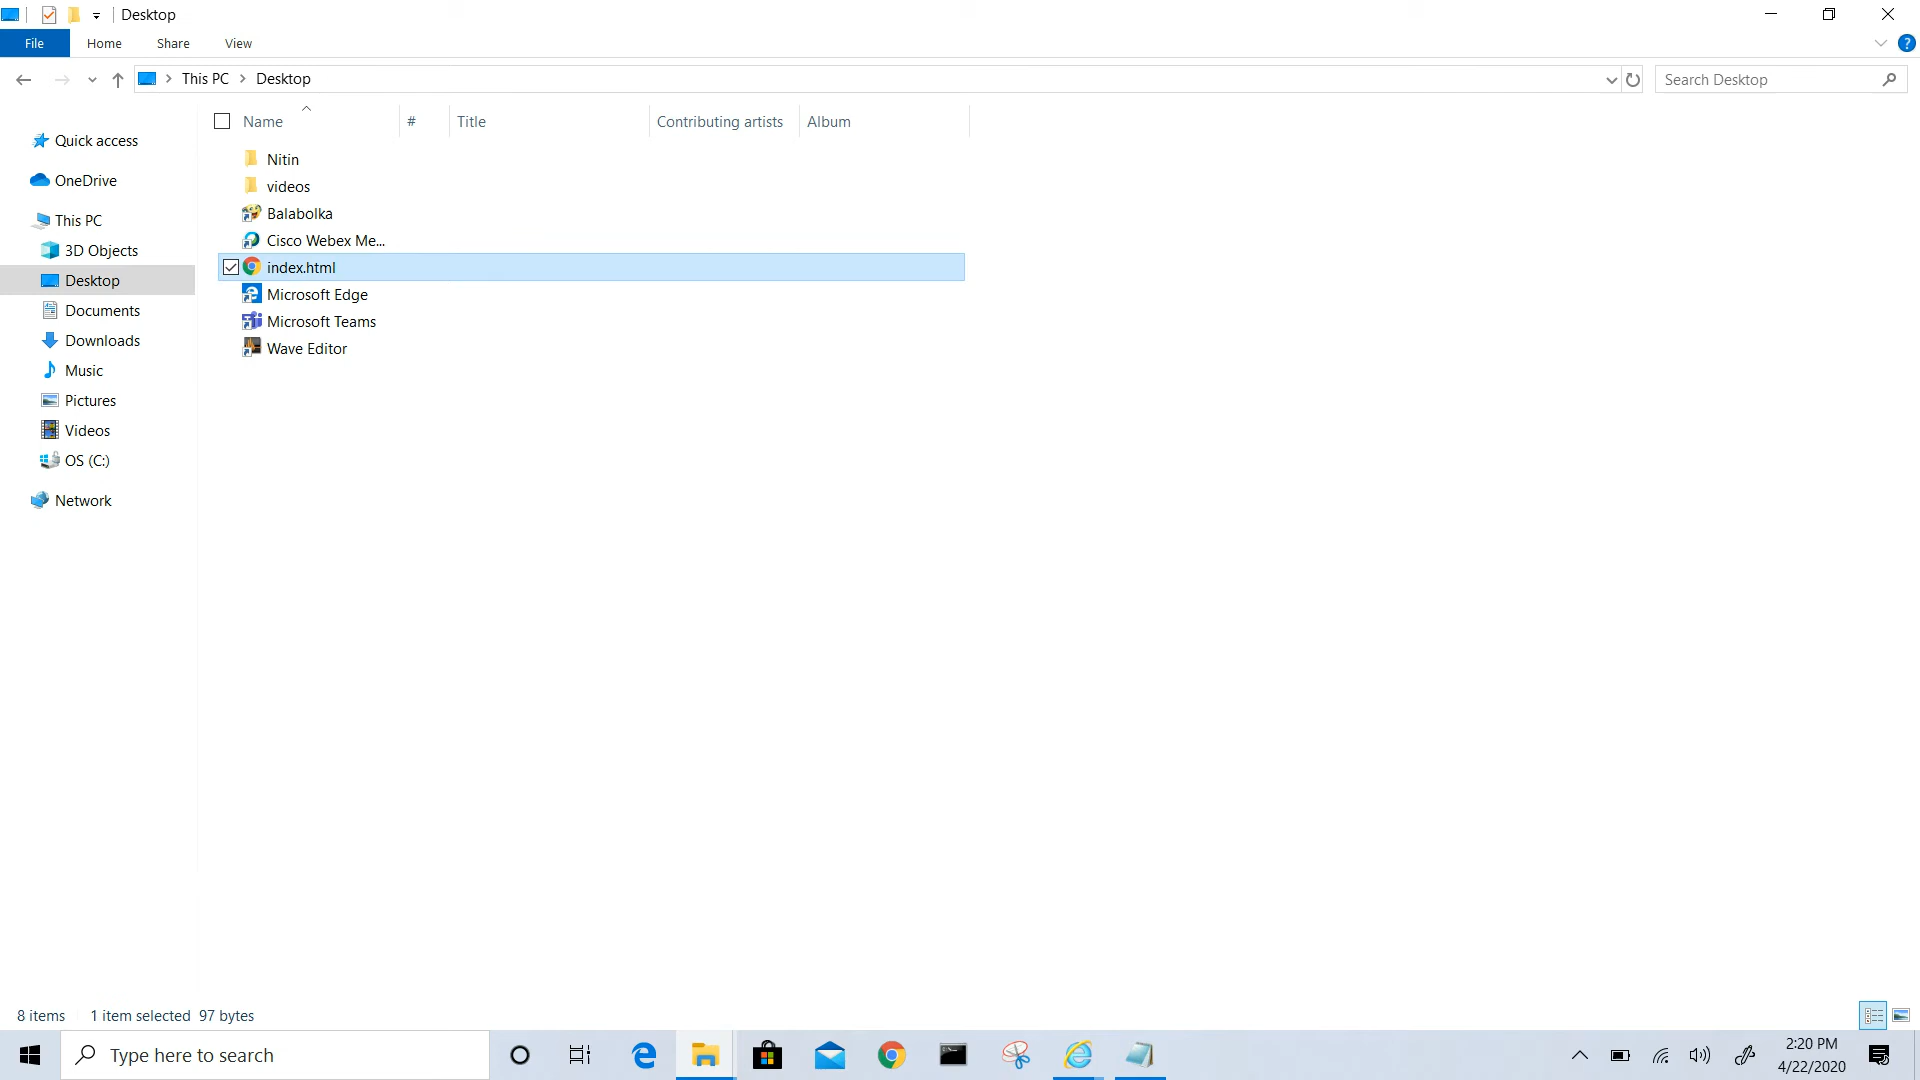 Desktop
File Home Share View
This PC Desktop
Search Desktop
Name # Title Contributing artists Album
Quick access
OneDrive
This PC
3D Objects
Desktop
Documents
Downloads
Music
Pictures
Videos
OS (C:)
Network
Nitin
videos
Balabolka
Cisco Webex Me...
index.html
Microsoft Edge
Microsoft Teams
Wave Editor
8 items 1 item selected 97 bytes
Type here to search
2:20 PM
4/22/2020